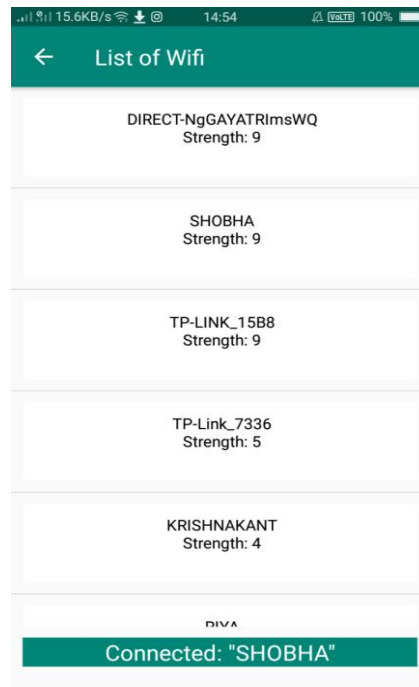 15.6KB/s 14:54 VoLTE 100%
List of Wifi
DIRECT-NgGAYATRImsWQ
Strength: 9
SHOBHA
Strength: 9
TP-LINK_15B8
Strength: 9
TP-Link_7336
Strength: 5
KRISHNAKANT
Strength: 4
RIYA
Connected: "SHOBHA"